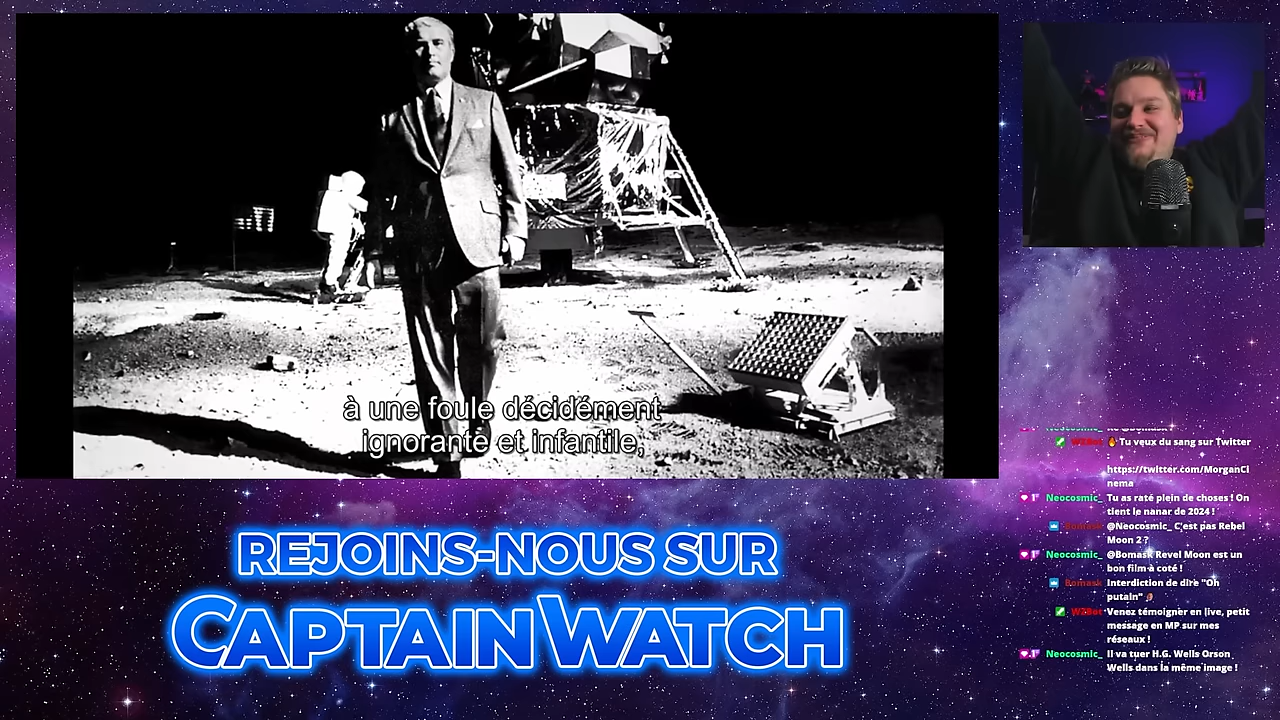 à une foule décidément
ignorante et infantile,
REJOINS-NOUS SUR
CAPTAINWATCH
WZBot 🔥 Tu veux du sang sur Twitter
:
https://twitter.com/MorganCi
nema
Neocosmic_ Tu as raté plein de choses ! On
tient le nanar de 2024 !
Bomask @Neocosmic_ C'est pas Rebel
Moon 2 ?
Neocosmic_ @Bomask Revel Moon est un
bon film à coté !
Bomask Interdiction de dire "Oh
putain"
WZBot Venez témoigner en live, petit
message en MP sur mes
réseaux !
Neocosmic_ Il va tuer H.G. Wells Orson
Wells dans la même image !